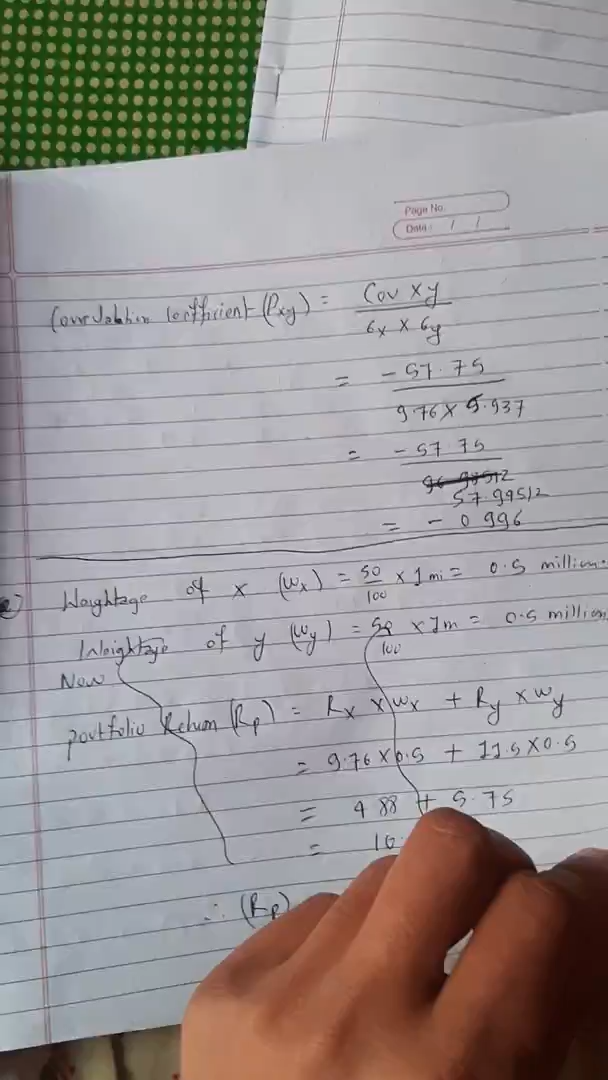 Page No.
Date: / /
Courelation coefficient (Pxy) = Cov xy
6x × 6y
= -57.75
9.76 × 5.937
= -57.75
57.99512
= -0.996
Weightage of x (Wx) = 50/100 × 1 mi = 0.5 million.
Weightage of y (Wy) = 50/100 × 1m = 0.5 million
Now
portfolio Return (Rp) = Rx × Wx + Ry × Wy
= 9.76 × 0.5 + 11.5 × 0.5
= 4.88 + 5.75
= 10.
∴ (Rp)